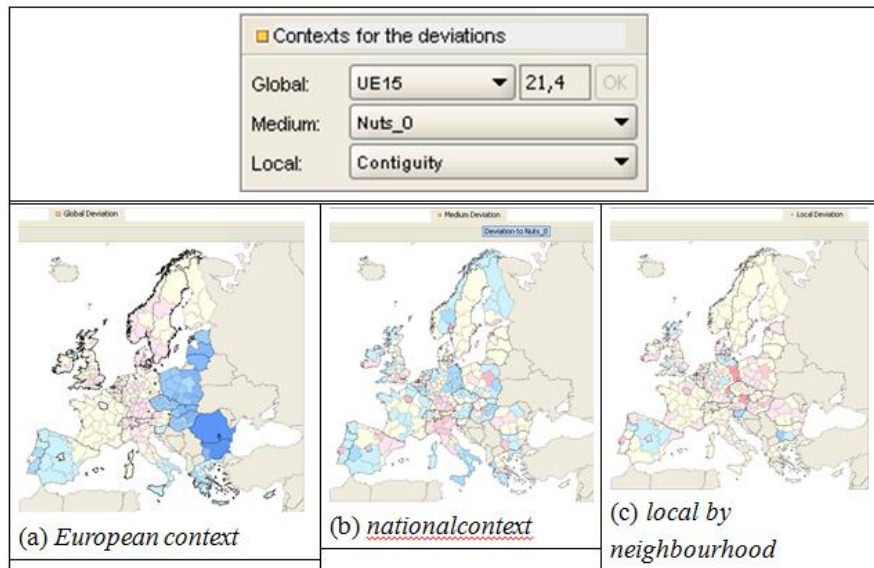 Contexts for the deviations
Global: UE15 21,4 OK
Medium: Nuts_0
Local: Contiguity
Global Deviation
Medium Deviation
Deviation to Nuts_0
Local Deviation
(a) European context
(b) nationalcontext
(c) local by
neighbourhood